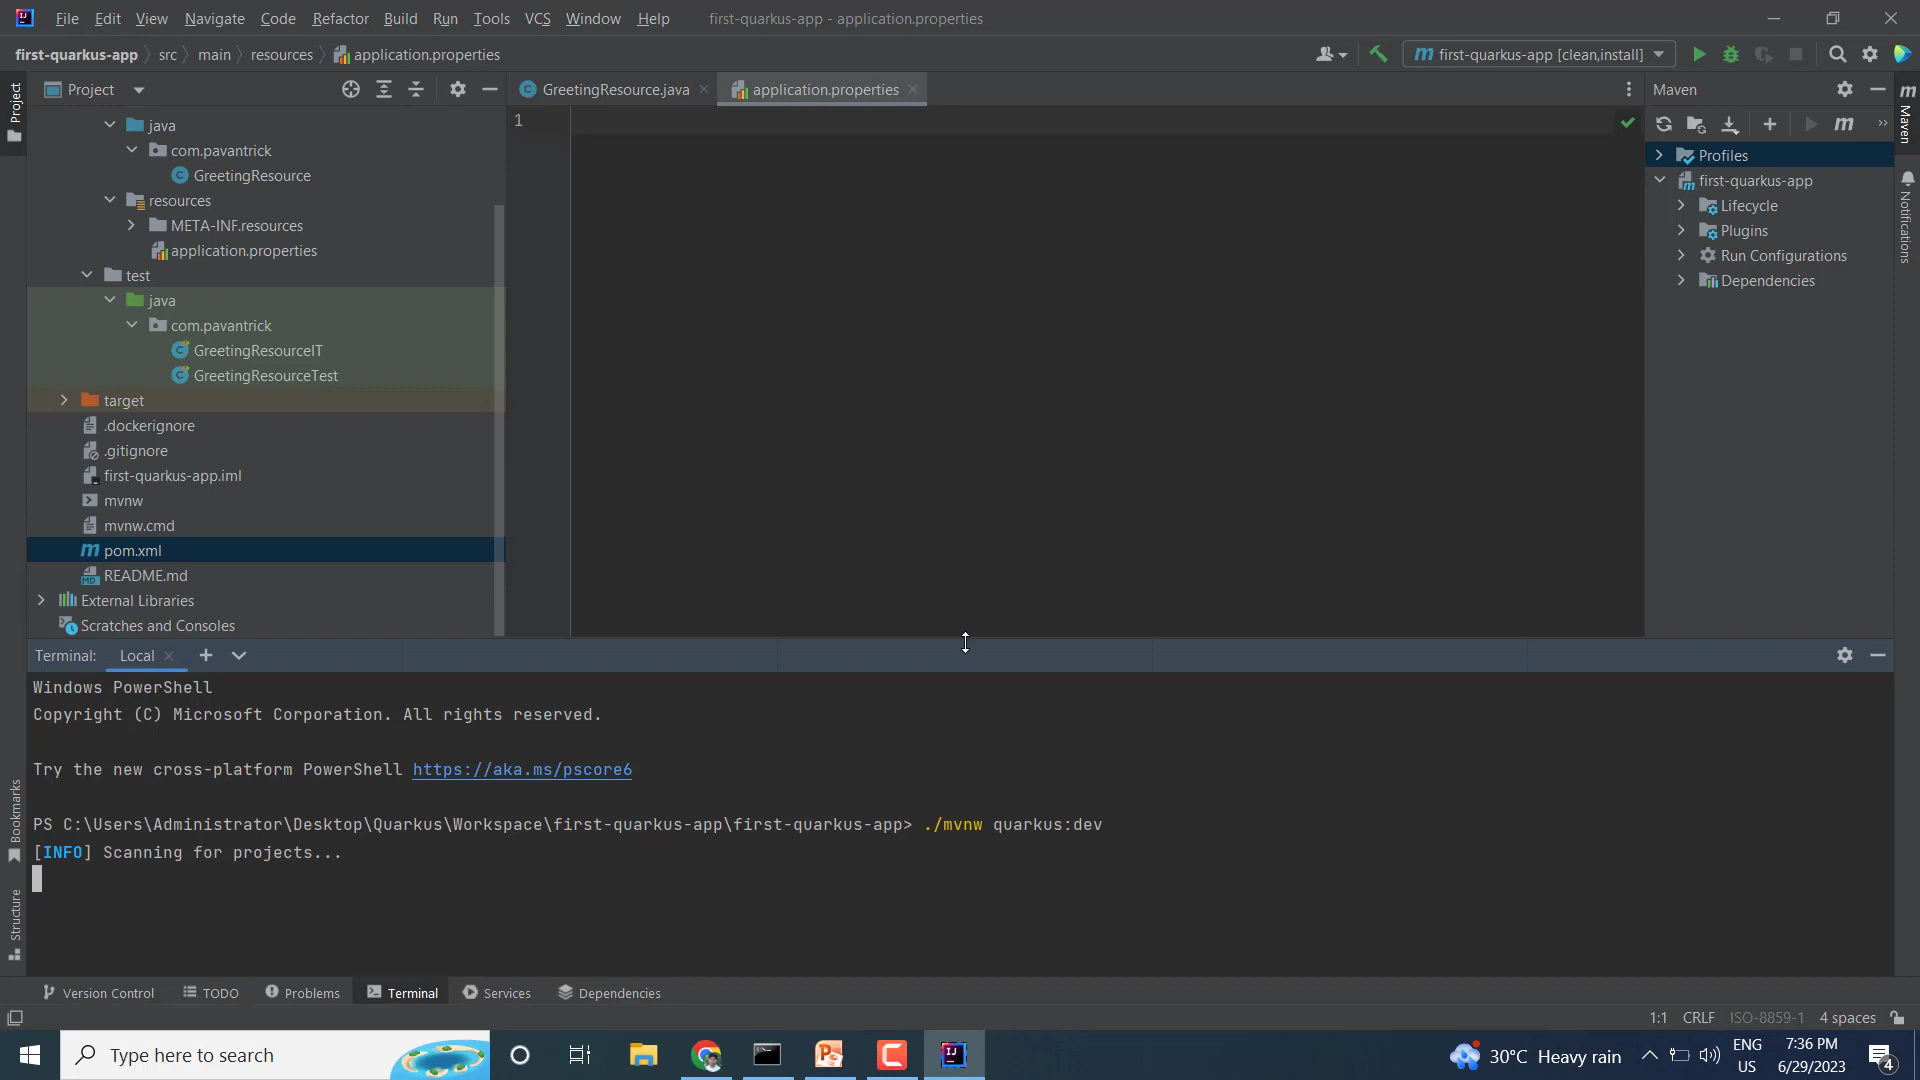 File Edit View Navigate Code Refactor Build Run Tools VCS Window Help first-quarkus-app - application.properties
first-quarkus-app src main resources application.properties
first-quarkus-app [clean,install]
Project
Project
GreetingResource.java
application.properties
Maven
Maven
Notifications
1
java
com.pavantrick
GreetingResource
resources
META-INF.resources
application.properties
test
java
com.pavantrick
GreetingResourceIT
GreetingResourceTest
target
.dockerignore
.gitignore
first-quarkus-app.iml
mvnw
mvnw.cmd
pom.xml
README.md
External Libraries
Scratches and Consoles
Profiles
first-quarkus-app
Lifecycle
Plugins
Run Configurations
Dependencies
Terminal: Local
Windows PowerShell
Copyright (C) Microsoft Corporation. All rights reserved.
Try the new cross-platform PowerShell https://aka.ms/pscore6
PS C:\Users\Administrator\Desktop\Quarkus\Workspace\first-quarkus-app\first-quarkus-app> ./mvnw quarkus:dev
[INFO] Scanning for projects...
Bookmarks
Structure
Version Control TODO Problems Terminal Services Dependencies
1:1 CRLF ISO-8859-1 4 spaces
Type here to search
30°C Heavy rain
ENG
US
7:36 PM
6/29/2023
4